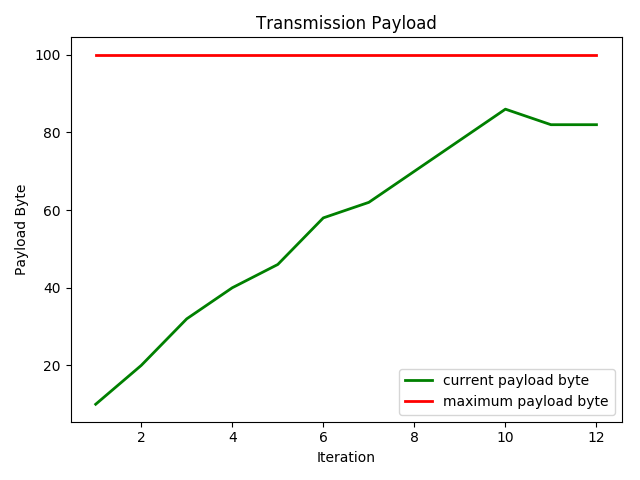 Transmission Payload
Payload Byte
100
80
60
40
20
2
4
6
8
10
12
Iteration
current payload byte
maximum payload byte